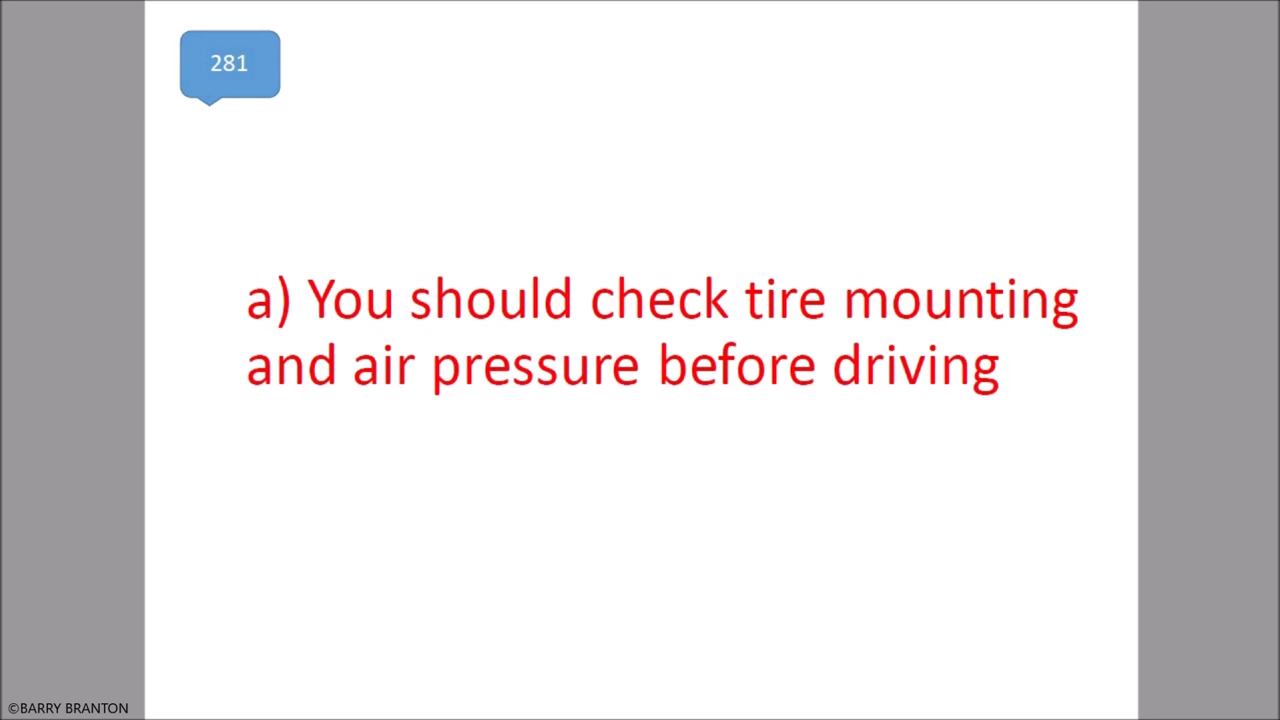 281
a) You should check tire mounting
and air pressure before driving
©BARRY BRANTON